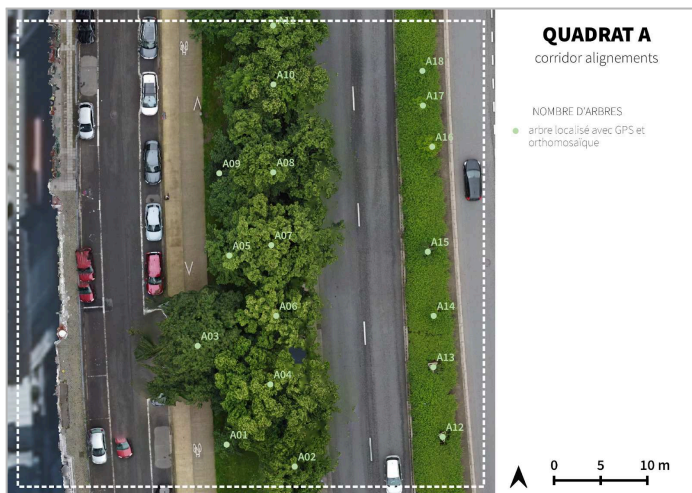 QUADRAT A
corridor alignements
NOMBRE D'ARBRES
arbre localisé avec GPS et
orthomosaïque
A11
A10
A18
A17
A16
A09
A08
A07
A05
A15
A06
A14
A03
A13
A04
A12
A01
A02
0 5 10 m